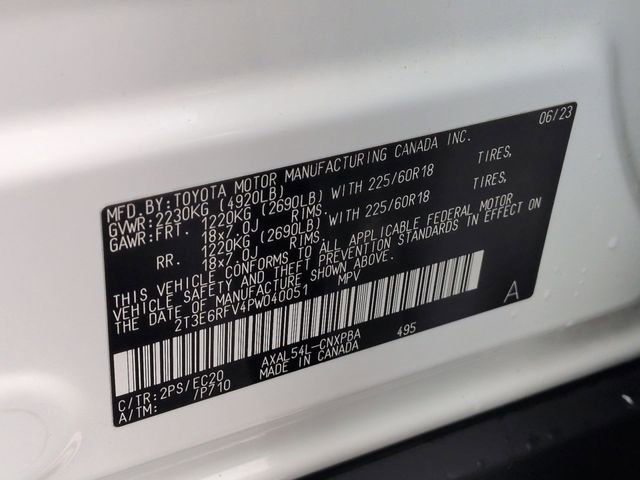 MFD. BY: TOYOTA MOTOR MANUFACTURING CANADA INC. 06/23
GVWR: 2230KG (4920LB)
GAWR: FRT. 1220KG (2690LB) WITH 225/60R18 TIRES,
18x7.0J RIMS,
RR. 1220KG (2690LB) WITH 225/60R18 TIRES,
18x7.0J RIMS.
THIS VEHICLE CONFORMS TO ALL APPLICABLE FEDERAL MOTOR
VEHICLE SAFETY AND THEFT PREVENTION STANDARDS IN EFFECT ON
THE DATE OF MANUFACTURE SHOWN ABOVE.
2T3E6RFV4PW040051 MPV
A
AXAL54L-CNXPBA 495
C/TR: 2PS/EC20 MADE IN CANADA
A/TM: /P710